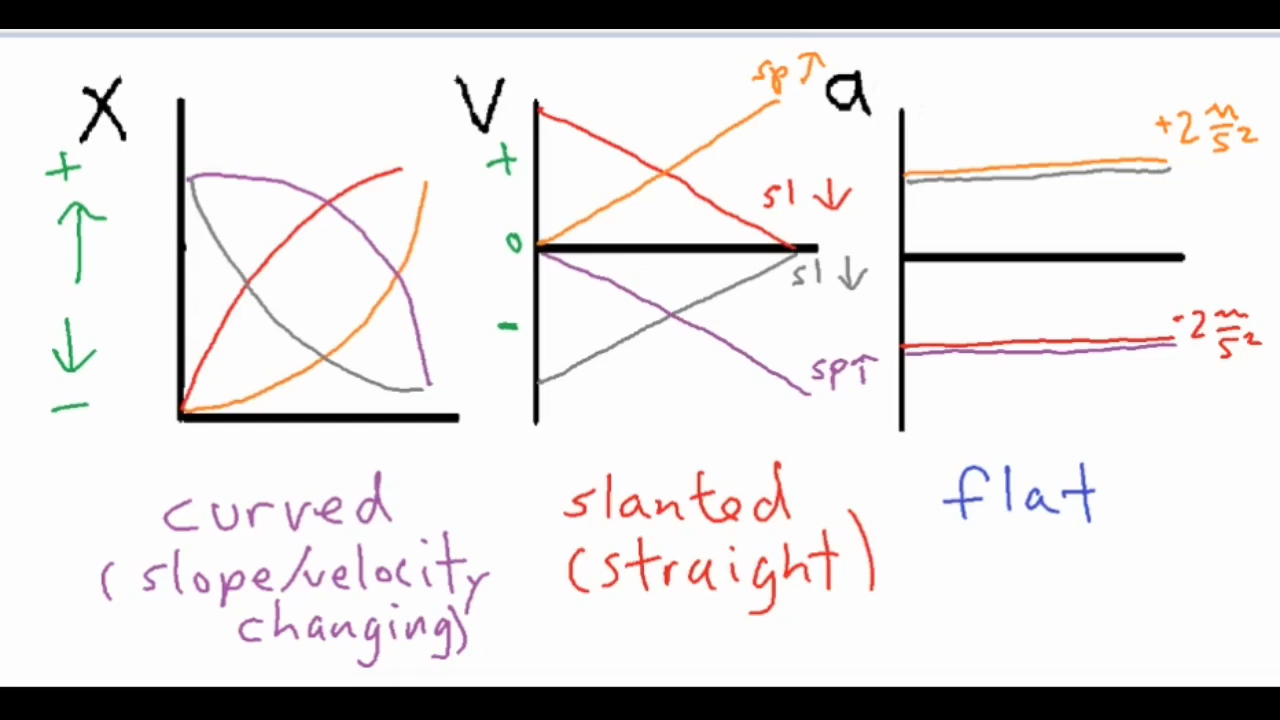 X
+
↑
↓
−
V
+
0
-
sp↑
sl ↓
sl ↓
sp↑
a
+2 m/s²
-2 m/s²
curved
(slope/velocity
changing)
slanted
(straight)
flat